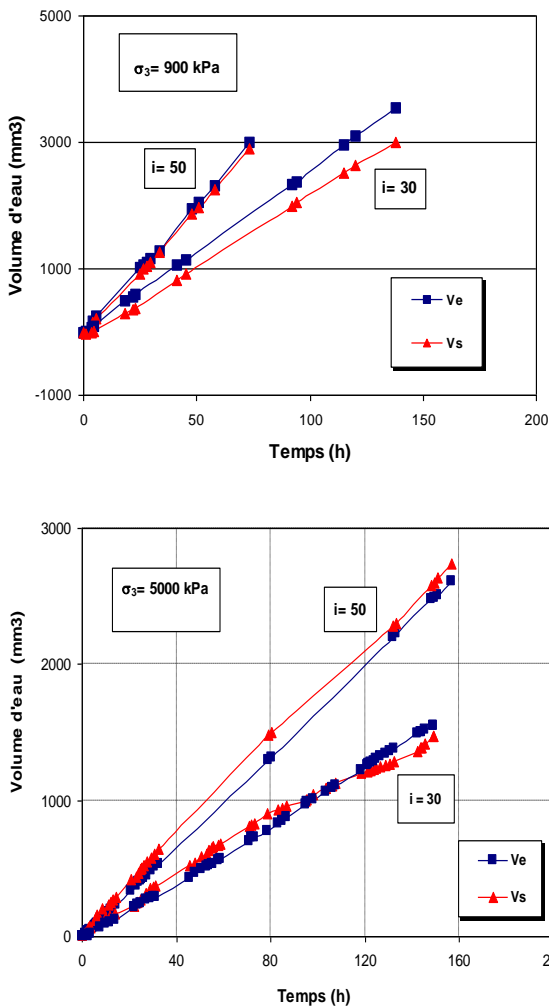 5000
σ3= 900 kPa
3000
i= 50
i= 30
1000
Ve
Vs
-1000
0
50
100
150
200
Volume d'eau (mm3)
Temps (h)
3000
σ3= 5000 kPa
i= 50
2000
1000
i = 30
Ve
Vs
0
0
40
80
120
160
Volume d'eau (mm3)
Temps (h)